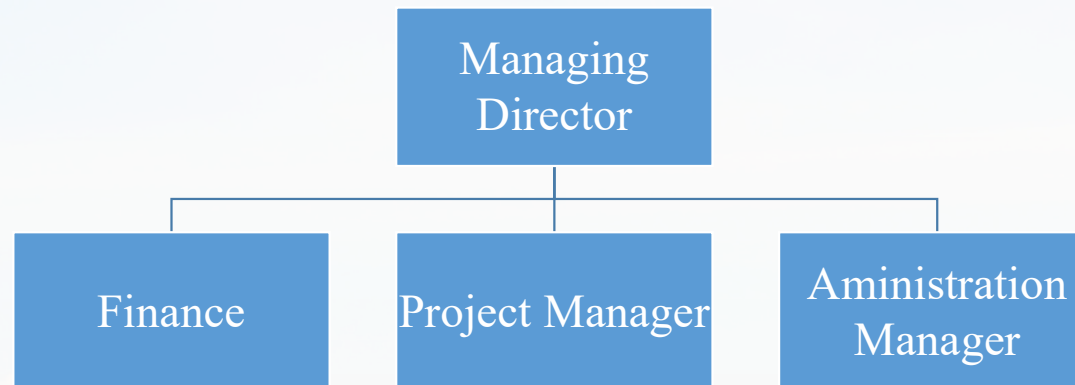 Managing
Director
Finance
Project Manager
Aministration
Manager